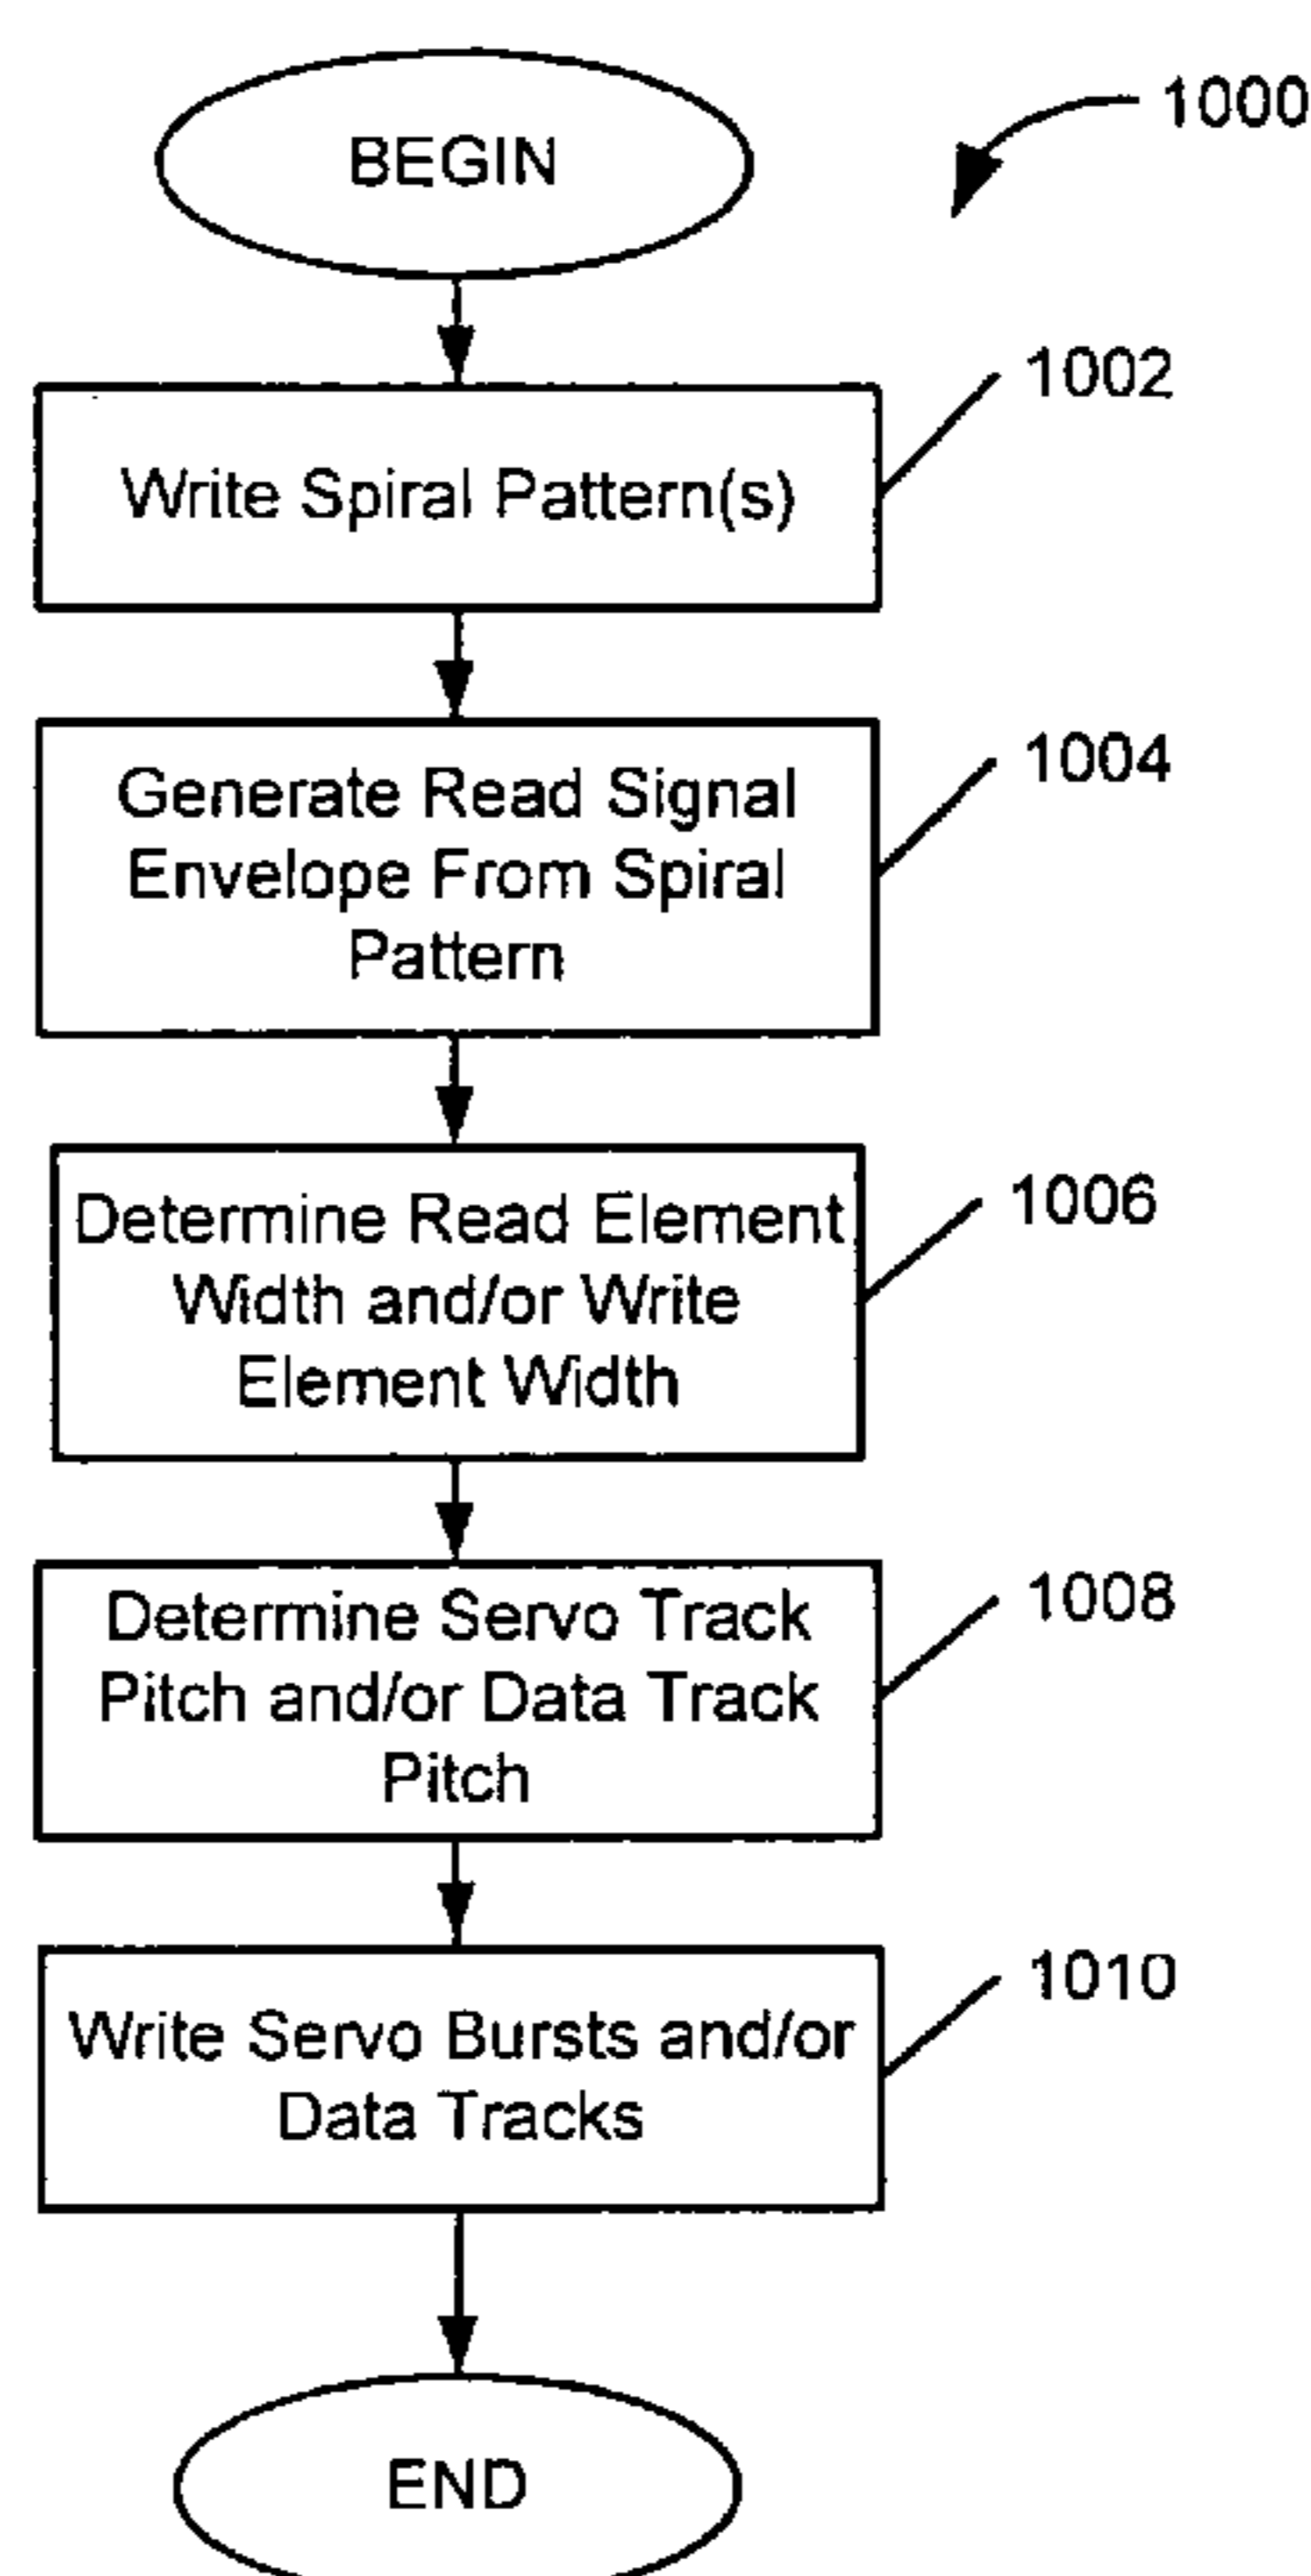 BEGIN
1000
1002
Write Spiral Pattern(s)
1004
Generate Read Signal
Envelope From Spiral
Pattern
1006
Determine Read Element
Width and/or Write
Element Width
1008
Determine Servo Track
Pitch and/or Data Track
Pitch
1010
Write Servo Bursts and/or
Data Tracks
END